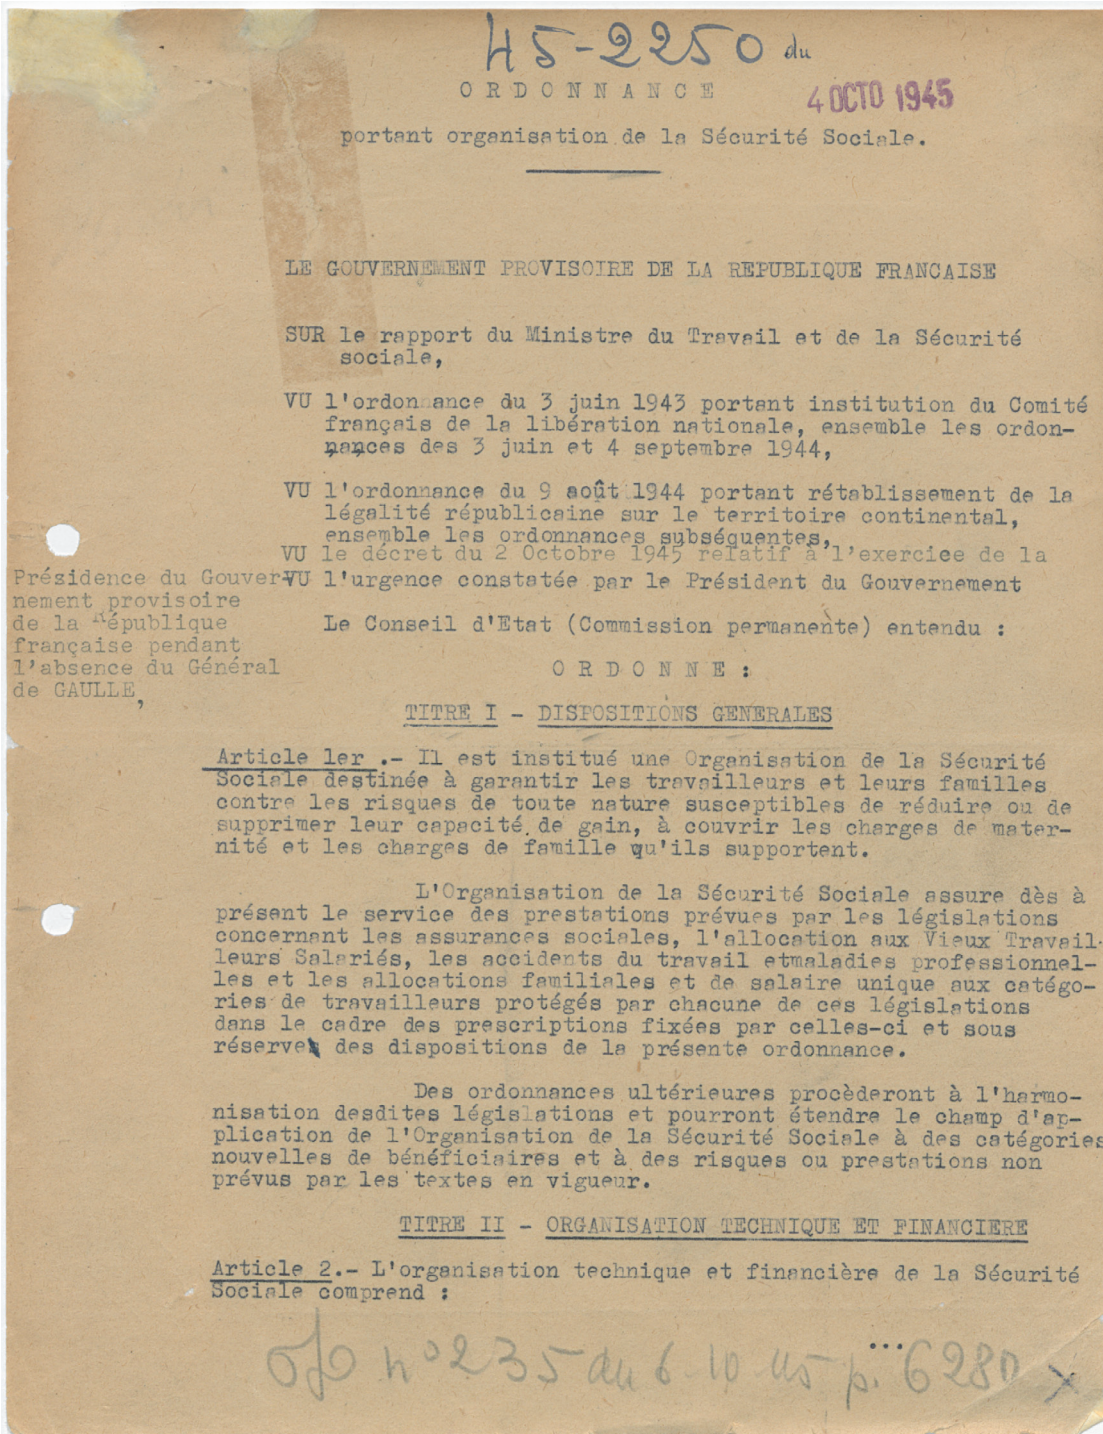 45-2250 du
ORDONNANCE
4 OCTO 1945
portant organisation de la Sécurité Sociale.
LE GOUVERNEMENT PROVISOIRE DE LA REPUBLIQUE FRANCAISE
SUR le rapport du Ministre du Travail et de la Sécurité
sociale,
VU l'ordonnance du 3 juin 1943 portant institution du Comité
français de la libération nationale, ensemble les ordon-
nances des 3 juin et 4 septembre 1944,
VU l'ordonnance du 9 août 1944 portant rétablissement de la
légalité républicaine sur le territoire continental,
ensemble les ordonnances subséquentes,
VU le décret du 2 Octobre 1945 relatif à l'exercice de la
Présidence du Gouver-
nement provisoire
de la République
française pendant
l'absence du Général
de GAULLE,
VU l'urgence constatée par le Président du Gouvernement
Le Conseil d'Etat (Commission permanente) entendu :
ORDONNE :
TITRE I - DISPOSITIONS GENERALES
Article 1er .- Il est institué une Organisation de la Sécurité
Sociale destinée à garantir les travailleurs et leurs familles
contre les risques de toute nature susceptibles de réduire ou de
supprimer leur capacité de gain, à couvrir les charges de mater-
nité et les charges de famille qu'ils supportent.
L'Organisation de la Sécurité Sociale assure dès à
présent le service des prestations prévues par les législations
concernant les assurances sociales, l'allocation aux Vieux Travail-
leurs Salariés, les accidents du travail etmaladies professionnel-
les et les allocations familiales et de salaire unique aux catégo-
ries de travailleurs protégés par chacune de ces législations
dans le cadre des prescriptions fixées par celles-ci et sous
réserve des dispositions de la présente ordonnance.
Des ordonnances ultérieures procèderont à l'harmo-
nisation desdites législations et pourront étendre le champ d'ap-
plication de l'Organisation de la Sécurité Sociale à des catégories
nouvelles de bénéficiaires et à des risques ou prestations non
prévus par les textes en vigueur.
TITRE II - ORGANISATION TECHNIQUE ET FINANCIERE
Article 2.- L'organisation technique et financière de la Sécurité
Sociale comprend :
...
n° 235 du 6 10 45 p. 6280